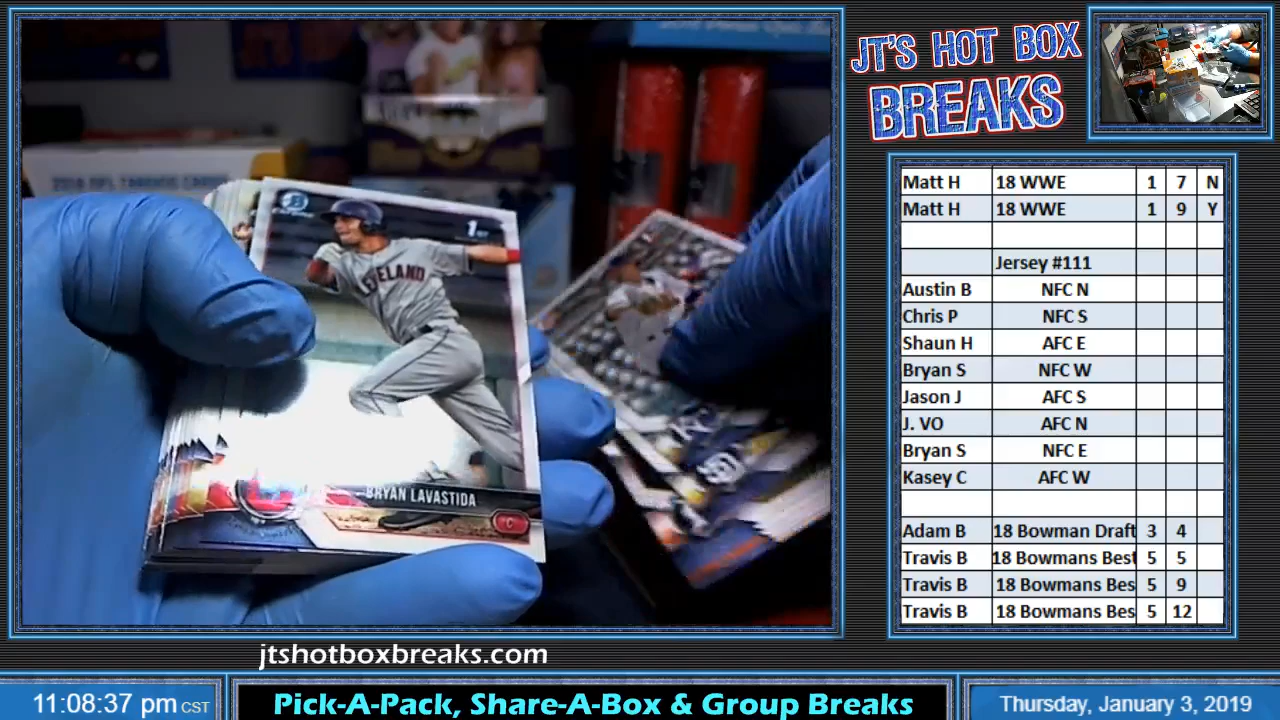 JT'S HOT BOX
BREAKS
1ST
CLEVELAND
BRYAN LAVASTIDA
C
Matt H 18 WWE 1 7 N
Matt H 18 WWE 1 9 Y
Jersey #111
Austin B NFC N
Chris P NFC S
Shaun H AFC E
Bryan S NFC W
Jason J AFC S
J. VO AFC N
Bryan S NFC E
Kasey C AFC W
Adam B 18 Bowman Draft 3 4
Travis B 18 Bowmans Best 5 5
Travis B 18 Bowmans Bes 5 9
Travis B 18 Bowmans Bes 5 12
jtshotboxbreaks.com
11:08:37 pm CST
Pick-A-Pack, Share-A-Box & Group Breaks
Thursday, January 3, 2019